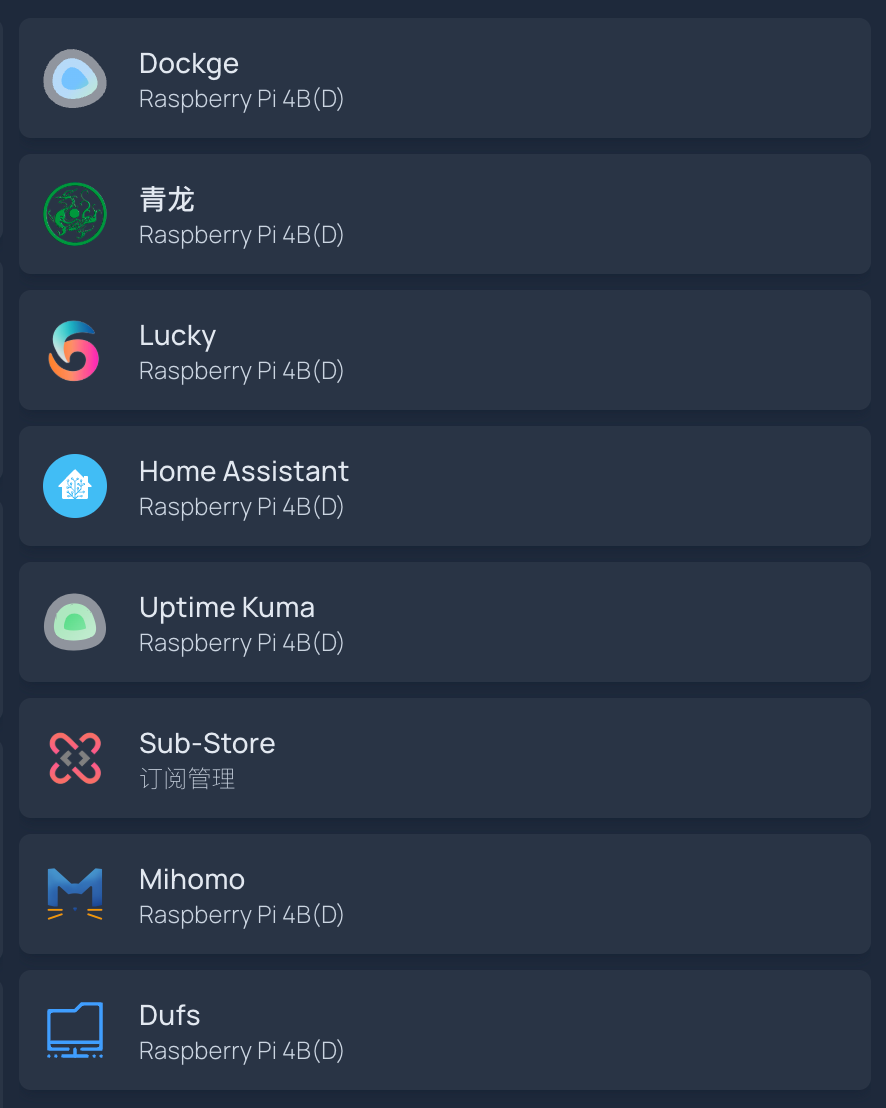 Dockge
Raspberry Pi 4B(D)
青龙
Raspberry Pi 4B(D)
Lucky
Raspberry Pi 4B(D)
Home Assistant
Raspberry Pi 4B(D)
Uptime Kuma
Raspberry Pi 4B(D)
Sub-Store
订阅管理
Mihomo
Raspberry Pi 4B(D)
Dufs
Raspberry Pi 4B(D)